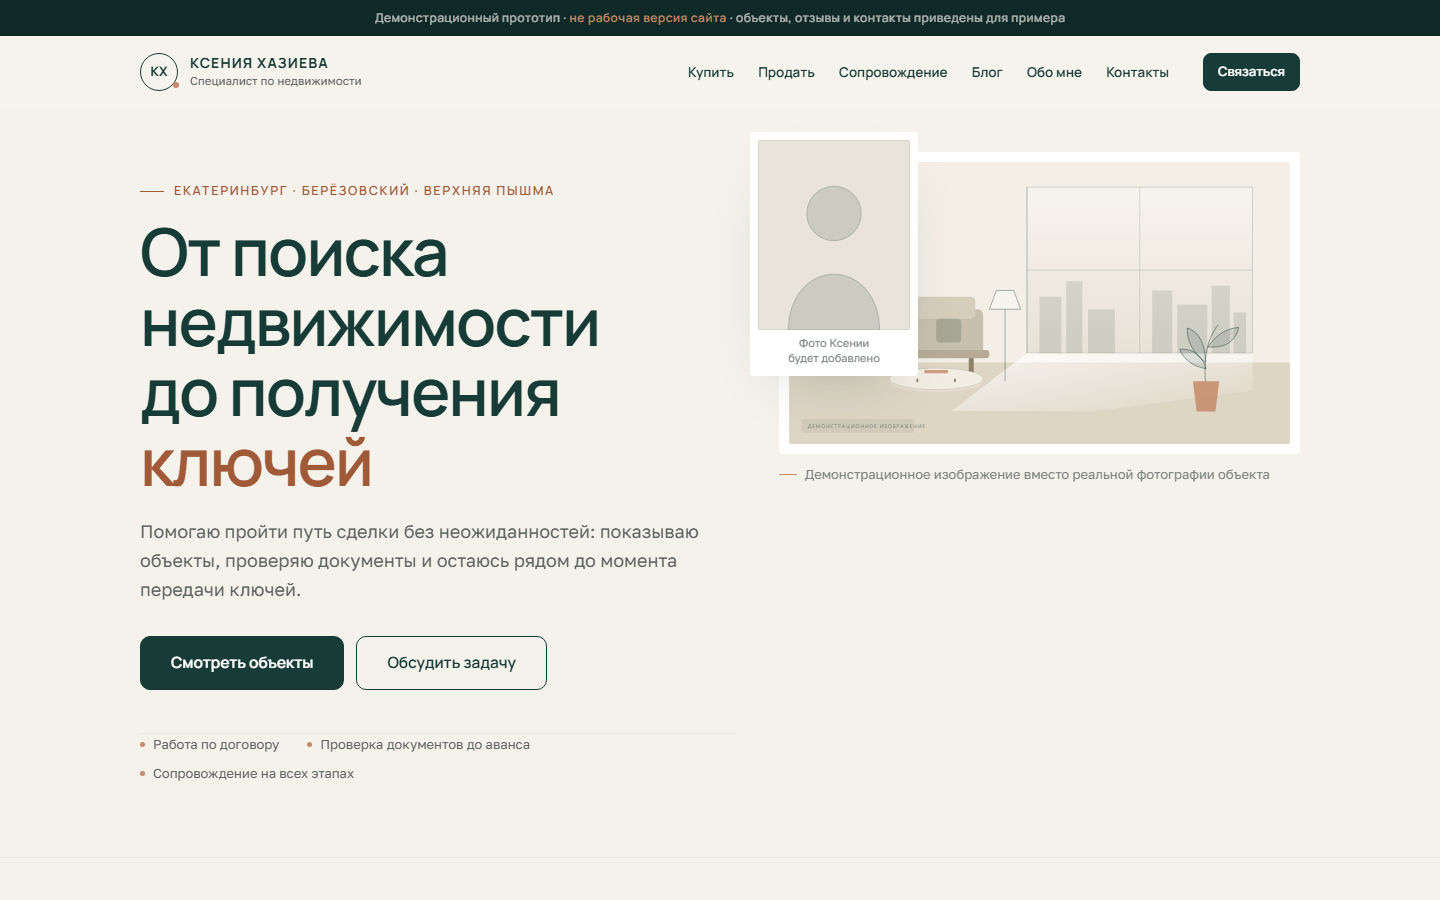 Демонстрационный прототип · не рабочая версия сайта · объекты, отзывы и контакты приведены для примера
КХ
КСЕНИЯ ХАЗИЕВА
Специалист по недвижимости
Купить
Продать
Сопровождение
Блог
Обо мне
Контакты
Связаться
ЕКАТЕРИНБУРГ · БЕРЁЗОВСКИЙ · ВЕРХНЯЯ ПЫШМА
От поиска
недвижимости
до получения
ключей
Помогаю пройти путь сделки без неожиданностей: показываю
объекты, проверяю документы и остаюсь рядом до момента
передачи ключей.
Смотреть объекты
Обсудить задачу
Работа по договору
Проверка документов до аванса
Сопровождение на всех этапах
Фото Ксении
будет добавлено
ДЕМОНСТРАЦИОННОЕ ИЗОБРАЖЕНИЕ
Демонстрационное изображение вместо реальной фотографии объекта